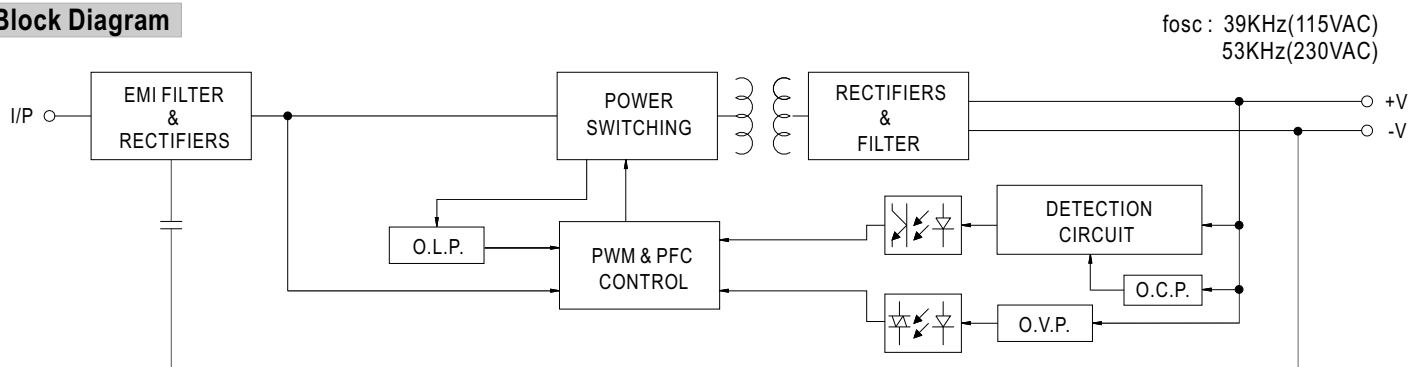 Block Diagram
fosc : 39KHz(115VAC)
53KHz(230VAC)
I/P
EMI FILTER
&
RECTIFIERS
POWER
SWITCHING
RECTIFIERS
&
FILTER
+V
-V
O.L.P.
PWM & PFC
CONTROL
DETECTION
CIRCUIT
O.C.P.
O.V.P.